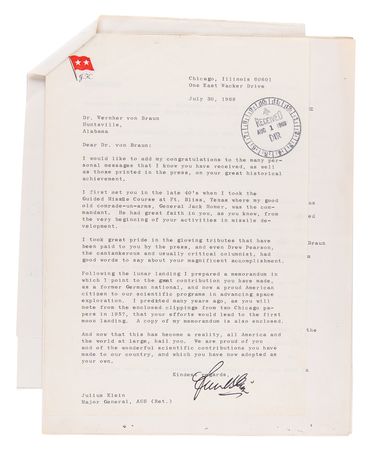 J.K.
Chicago, Illinois 60601
One East Wacker Drive
July 30, 1969
RECEIVED
AUG 1 1969
DIR
Dr. Wernher von Braun
Huntsville,
Alabama
Dear Dr. von Braun:
I would like to add my congratulations to the many per-
sonal messages that I know you have received, as well
as those printed in the press, on your great historical
achievement.
I first met you in the late 40's when I took the
Guided Missle Course at Ft. Bliss, Texas where my good
old comrade-un-arms, General Jack Homer, was the com-
mandant. He had great faith in you, as you know, from
the very beginning of your activities in missile de-
velopment.
I took great pride in the glowing tributes that have
been paid to you by the press, and even Drew Pearson,
the cantankerous and usually critical columnist, had
good words to say about your magnificent accomplishment.
Following the lunar landing I prepared a memorandum in
which I point to the great contribution you have made,
as a former German national, and now a proud American
citizen to our scientific programs in advancing space
exploration. I predated many years ago, as you will
note from the enclosed clippings from two Chicago pa-
pers in 1957, that your efforts would lead to the first
moon landing. A copy of my memorandum is also enclosed.
And now that this has become a reality, all America and
the world at large, hail you. We are proud of you
and of the wonderful scientific contributions you have
made to our country, and which you have now adopted as
your own.
Kindest regards,
Julius Klein
Major General, AUS (Ret.)
as
ed
Braun
s
the
s